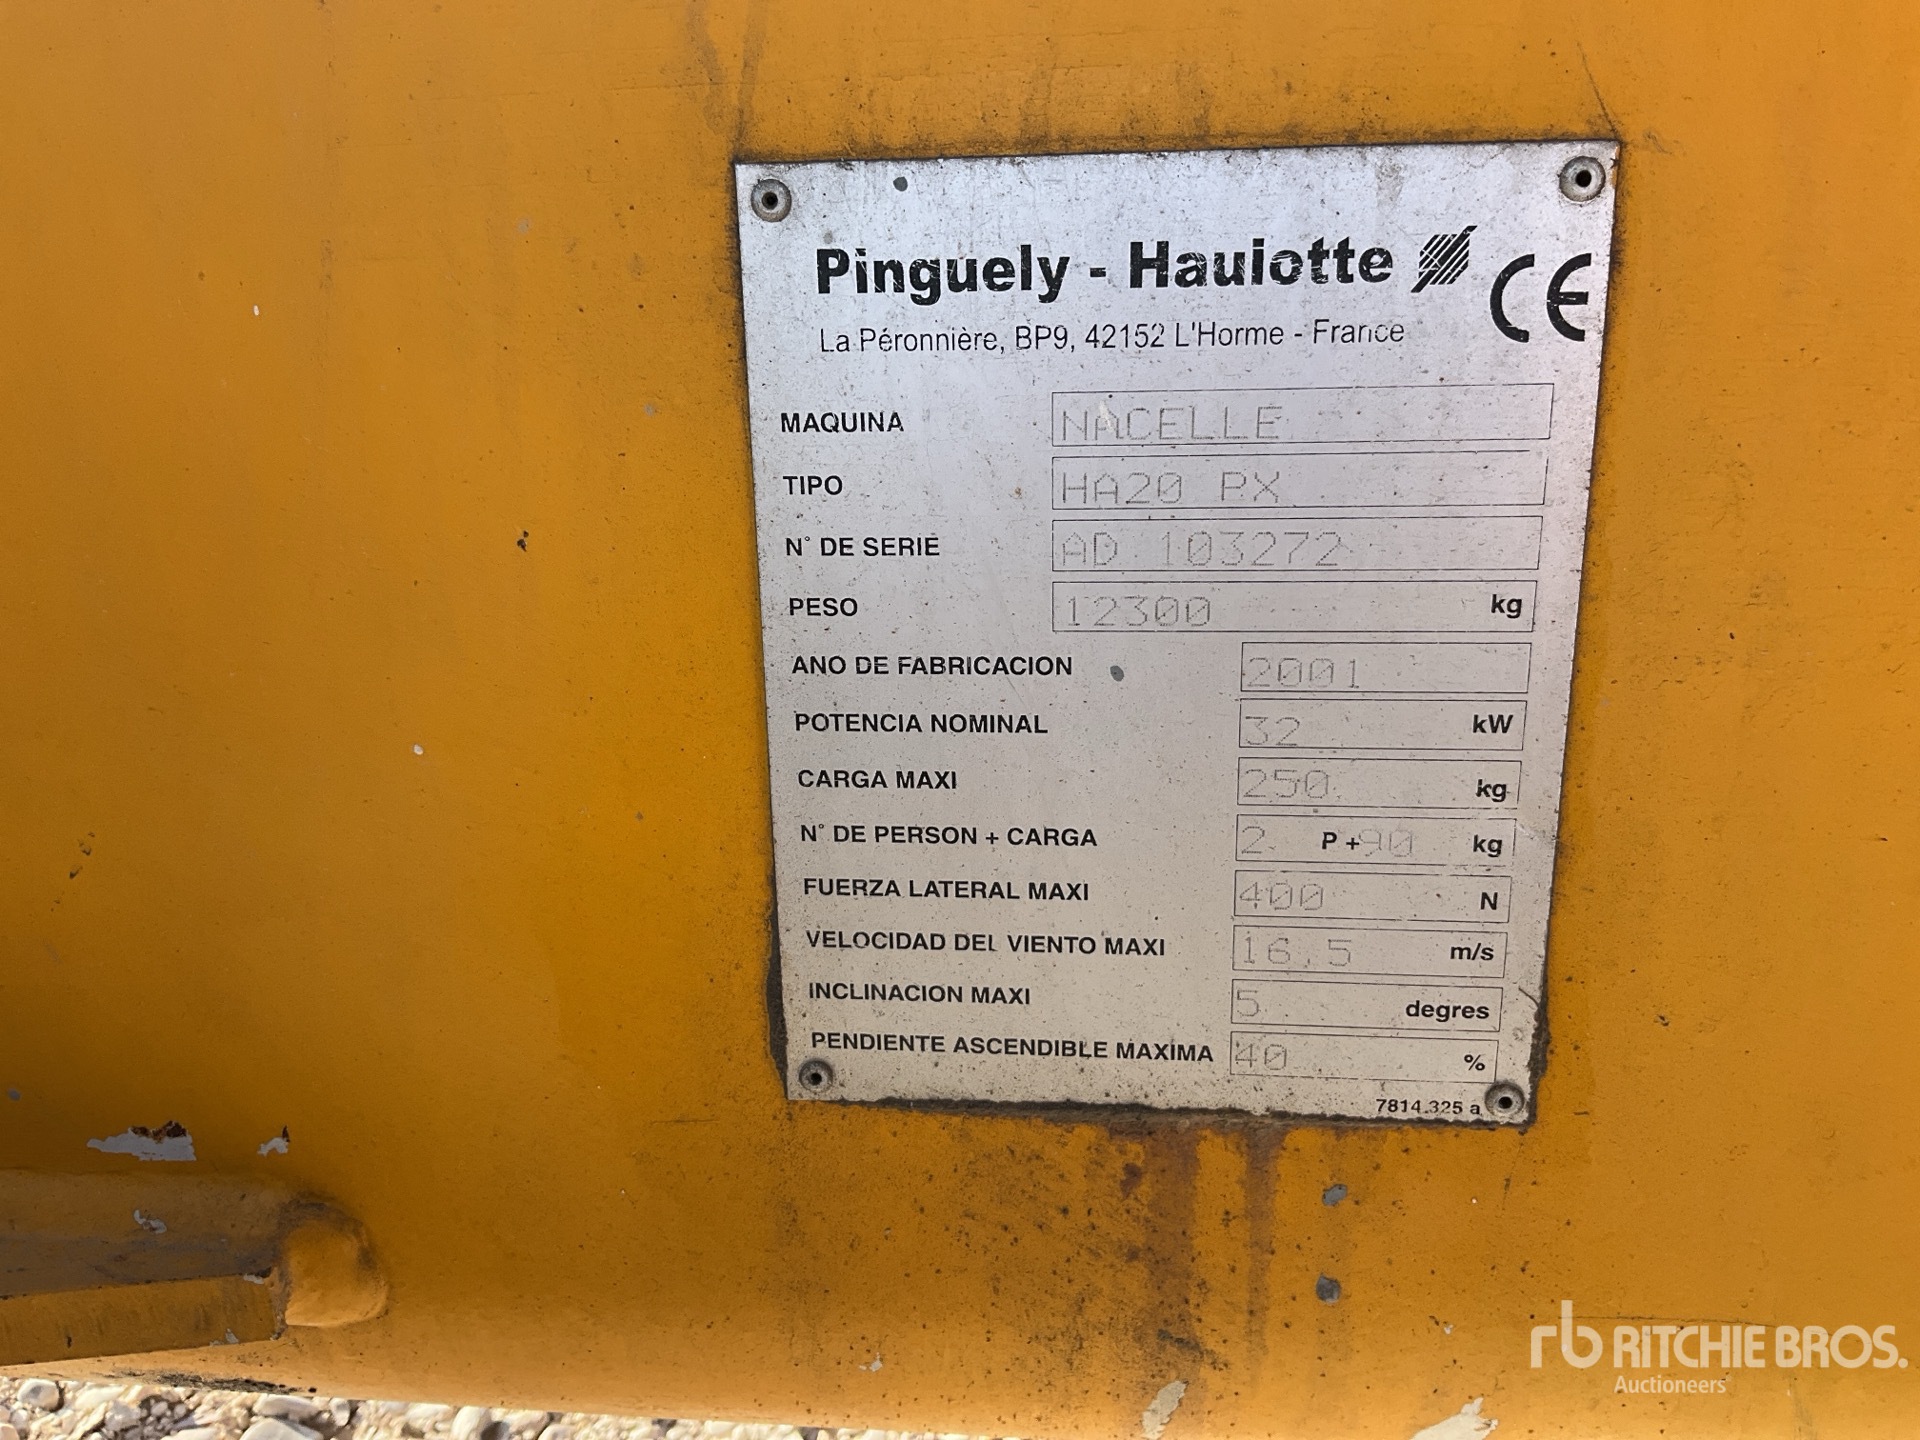 Pinguely - Hauiotte CE
La Péronnière, BP9, 42152 L'Horme - France
MAQUINA NACELLE
TIPO HA20 PX
N° DE SERIE AD 103272
PESO 12300 kg
ANO DE FABRICACION 2001
POTENCIA NOMINAL 32 kW
CARGA MAXI 250 kg
N° DE PERSON + CARGA 2 P + 90 kg
FUERZA LATERAL MAXI 400 N
VELOCIDAD DEL VIENTO MAXI 16.5 m/s
INCLINACION MAXI 5 degres
PENDIENTE ASCENDIBLE MAXIMA 40 %
7814.325 a
rb RITCHIE BROS.
Auctioneers